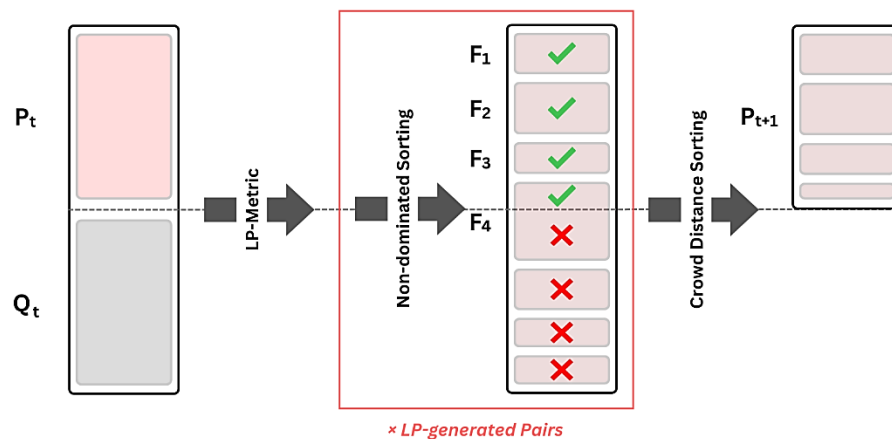 Pt
Qt
LP-Metric
Non-dominated Sorting
F1
F2
F3
F4
Crowd Distance Sorting
Pt+1
× LP-generated Pairs